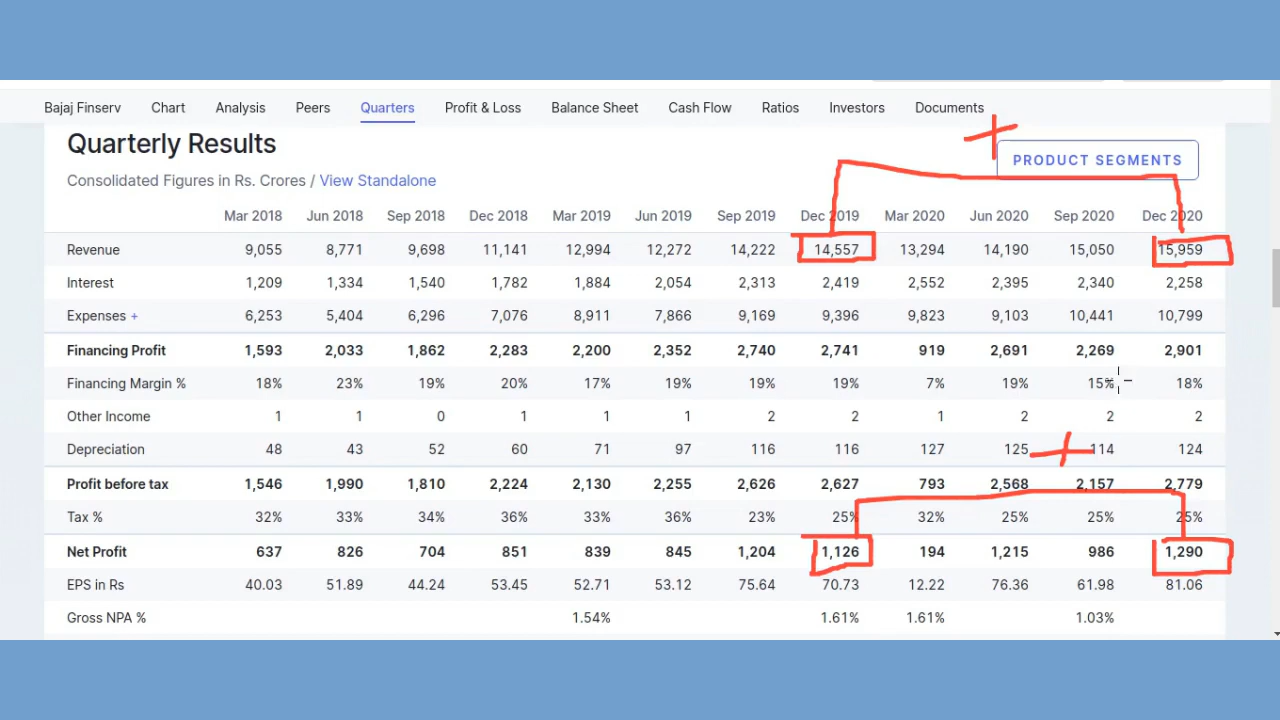 Bajaj Finserv Chart Analysis Peers Quarters Profit & Loss Balance Sheet Cash Flow Ratios Investors Documents
Quarterly Results
PRODUCT SEGMENTS
Consolidated Figures in Rs. Crores / View Standalone
Mar 2018 Jun 2018 Sep 2018 Dec 2018 Mar 2019 Jun 2019 Sep 2019 Dec 2019 Mar 2020 Jun 2020 Sep 2020 Dec 2020
Revenue 9,055 8,771 9,698 11,141 12,994 12,272 14,222 14,557 13,294 14,190 15,050 15,959
Interest 1,209 1,334 1,540 1,782 1,884 2,054 2,313 2,419 2,552 2,395 2,340 2,258
Expenses + 6,253 5,404 6,296 7,076 8,911 7,866 9,169 9,396 9,823 9,103 10,441 10,799
Financing Profit 1,593 2,033 1,862 2,283 2,200 2,352 2,740 2,741 919 2,691 2,269 2,901
Financing Margin % 18% 23% 19% 20% 17% 19% 19% 19% 7% 19% 15% 18%
Other Income 1 1 0 1 1 1 2 2 1 2 2 2
Depreciation 48 43 52 60 71 97 116 116 127 125 114 124
Profit before tax 1,546 1,990 1,810 2,224 2,130 2,255 2,626 2,627 793 2,568 2,157 2,779
Tax % 32% 33% 34% 36% 33% 36% 23% 25% 32% 25% 25% 25%
Net Profit 637 826 704 851 839 845 1,204 1,126 194 1,215 986 1,290
EPS in Rs 40.03 51.89 44.24 53.45 52.71 53.12 75.64 70.73 12.22 76.36 61.98 81.06
Gross NPA % 1.54% 1.61% 1.61% 1.03%